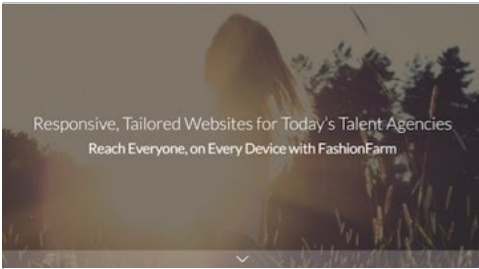 Responsive, Tailored Websites for Today's Talent Agencies
Reach Everyone, on Every Device with FashionFarm